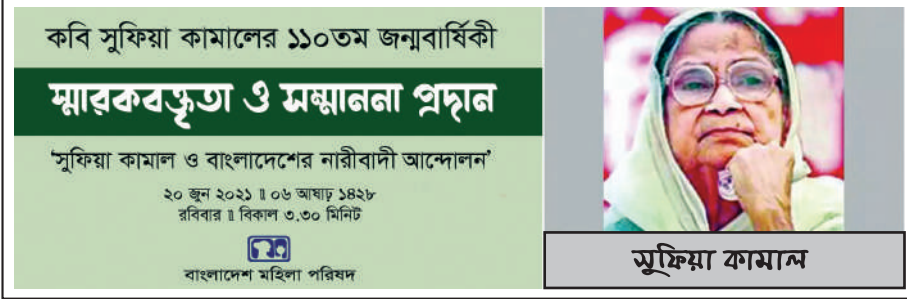 কবি সুফিয়া কামালের ১১০তম জন্মবার্ষিকী
স্মারকবক্তৃতা ও সম্মাননা প্রদান
‘সুফিয়া কামাল ও বাংলাদেশের নারীবাদী আন্দোলন’
২০ জুন ২০২১ ॥ ০৬ আষাঢ় ১৪২৮
রবিবার ॥ বিকাল ৩.৩০ মিনিট
বাংলাদেশ মহিলা পরিষদ
সুফিয়া কামাল